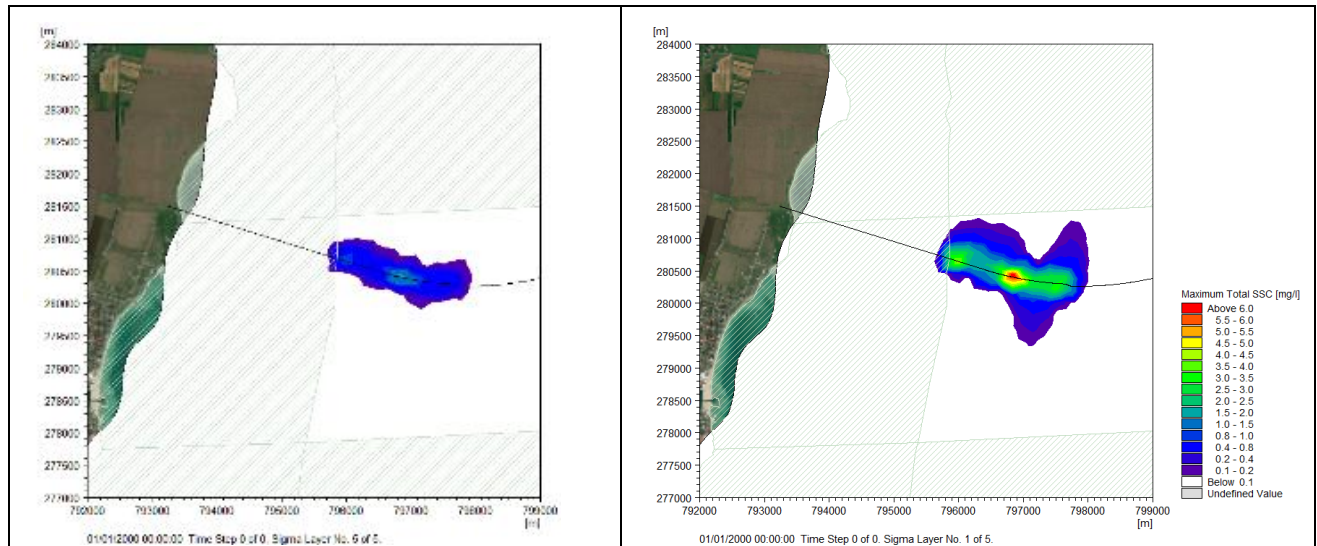 [m]
284000
283500
283000
282500
282000
281500
281000
280500
280000
279500
279000
278500
278000
277500
277000
792000 793000 794000 795000 796000 797000 798000 799000
[m]
01/01/2000 00:00:00 Time Step 0 of 0. Sigma Layer No. 5 of 5.
[m]
284000
283500
283000
282500
282000
281500
281000
280500
280000
279500
279000
278500
278000
277500
277000
792000 793000 794000 795000 796000 797000 798000 799000
[m]
01/01/2000 00:00:00 Time Step 0 of 0. Sigma Layer No. 1 of 5.
Maximum Total SSC [mg/l]
Above 6.0
5.5 - 6.0
5.0 - 5.5
4.5 - 5.0
4.0 - 4.5
3.5 - 4.0
3.0 - 3.5
2.5 - 3.0
2.0 - 2.5
1.5 - 2.0
1.0 - 1.5
0.8 - 1.0
0.4 - 0.8
0.2 - 0.4
0.1 - 0.2
Below 0.1
Undefined Value